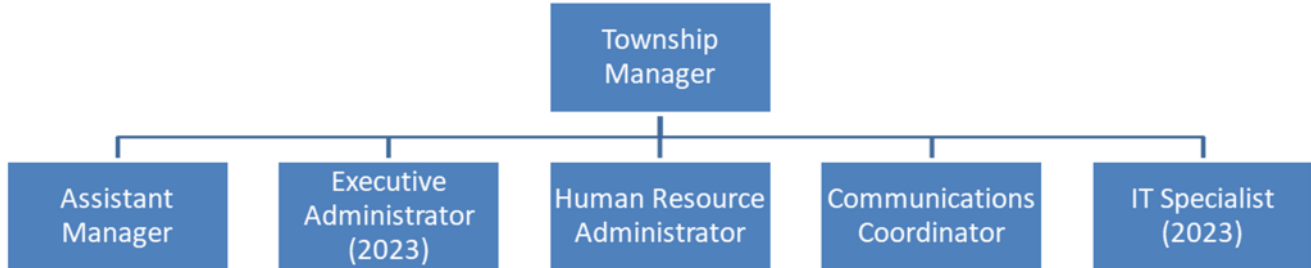 Township
Manager
Assistant
Manager
Executive
Administrator
(2023)
Human Resource
Administrator
Communications
Coordinator
IT Specialist
(2023)